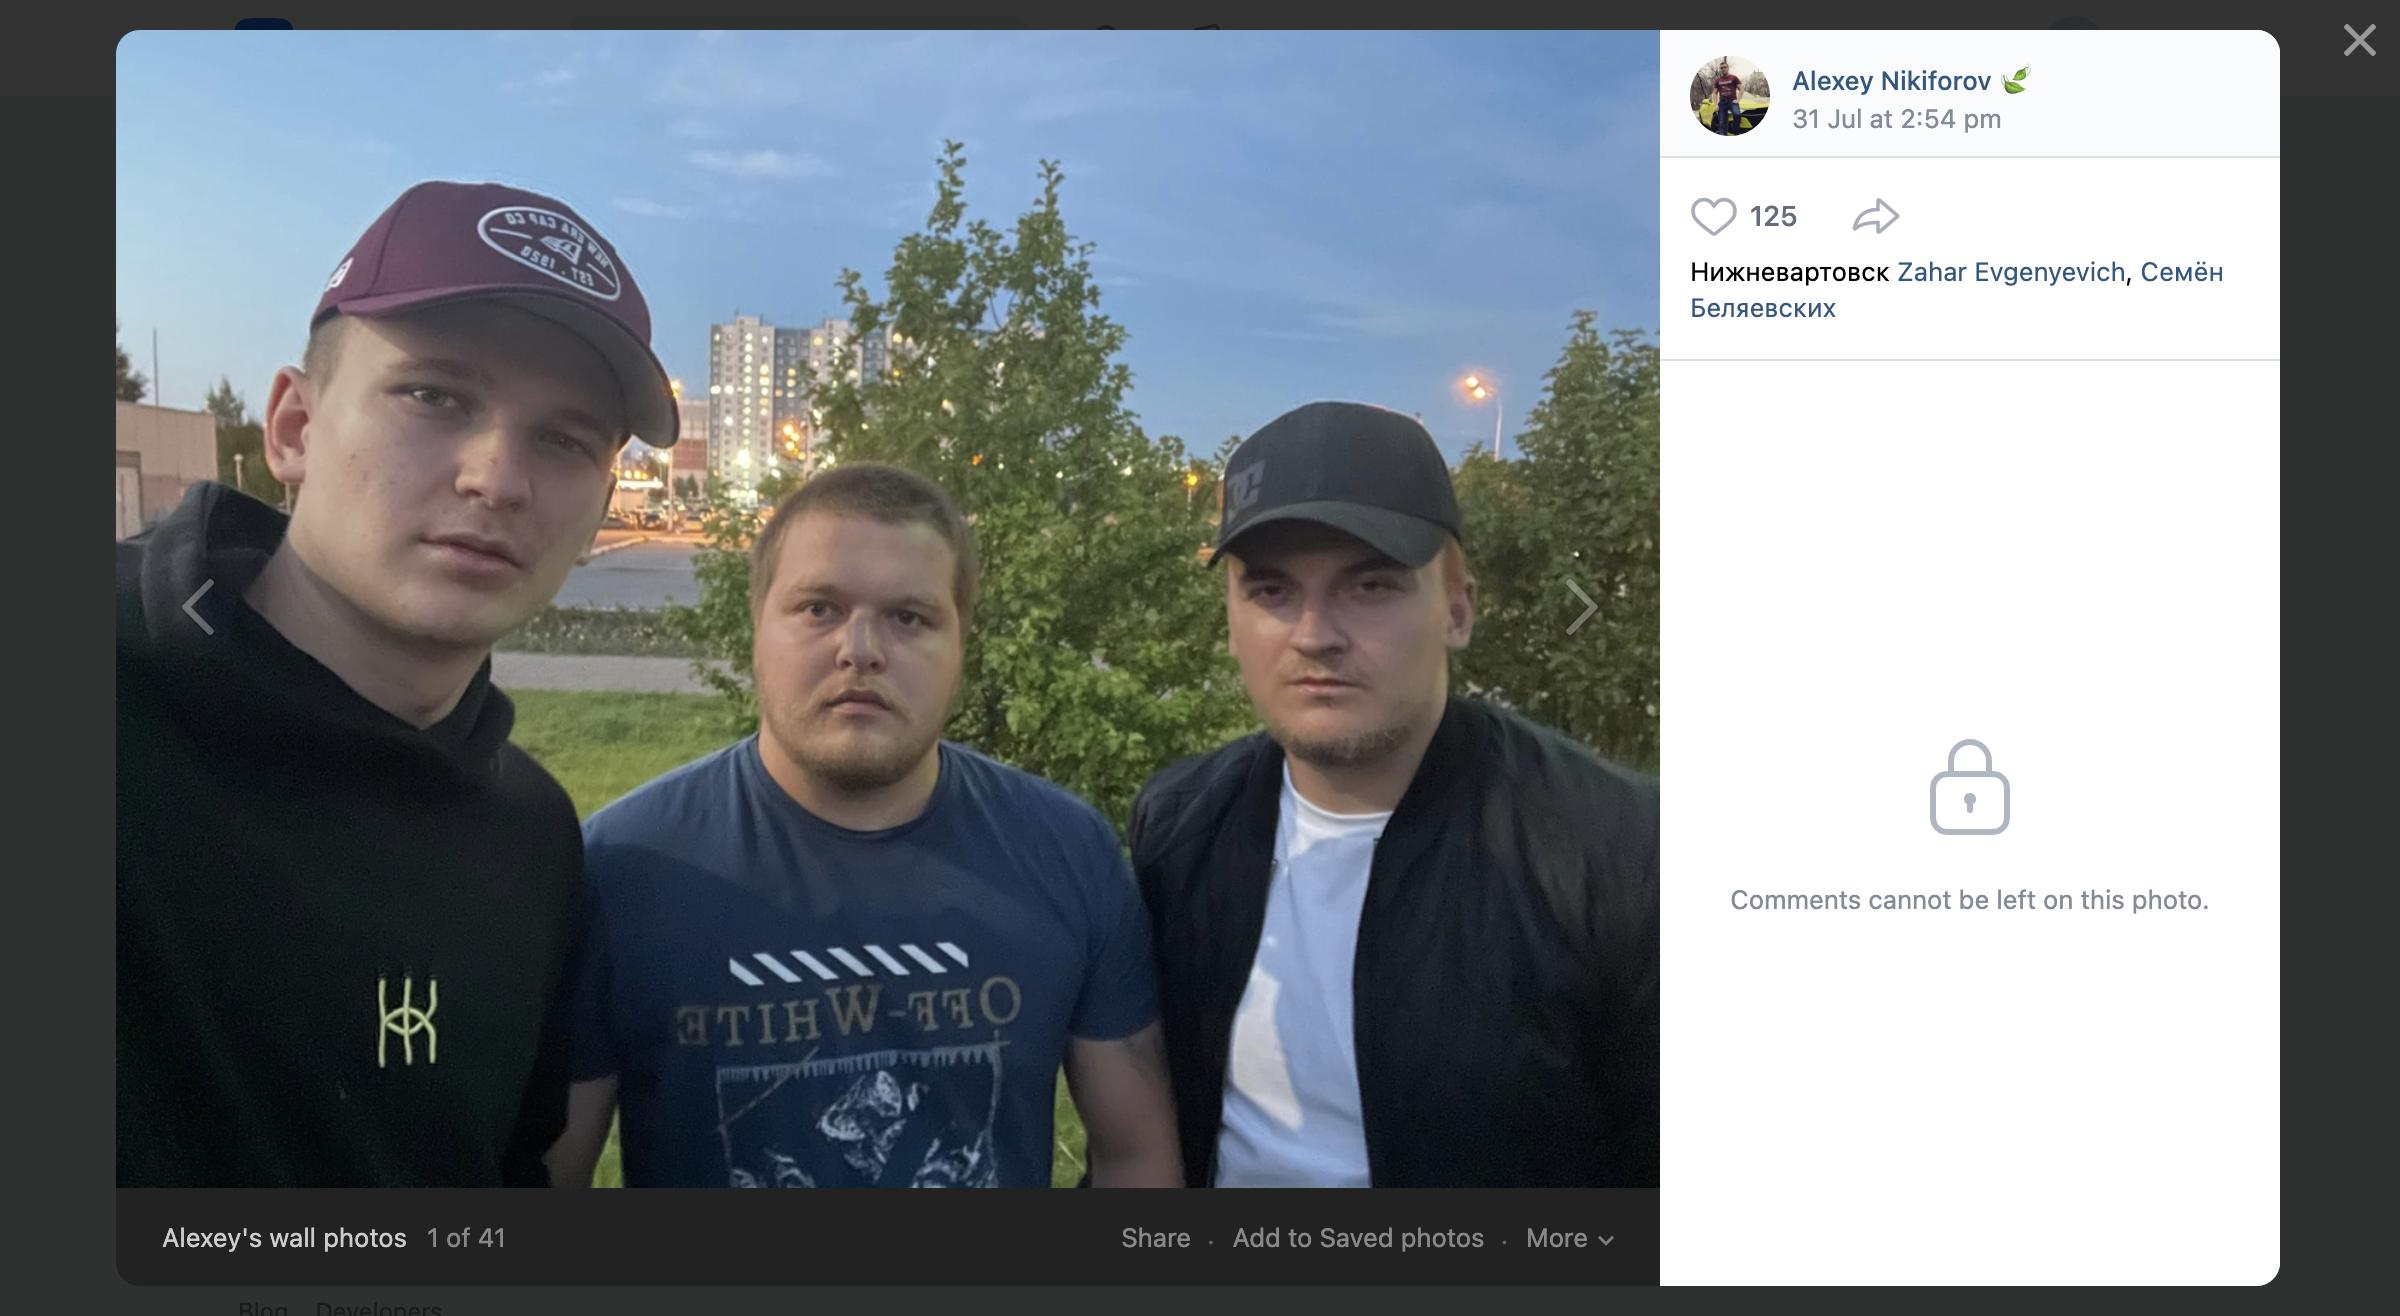 Alexey Nikiforov 🍃
31 Jul at 2:54 pm
125
Нижневартовск Zahar Evgenyevich, Семён
Беляевских
NEW ERA CAP CO
EST. 1920
DC
OFF-WHITE
Comments cannot be left on this photo.
Alexey's wall photos 1 of 41
Share · Add to Saved photos · More
Blog Developers